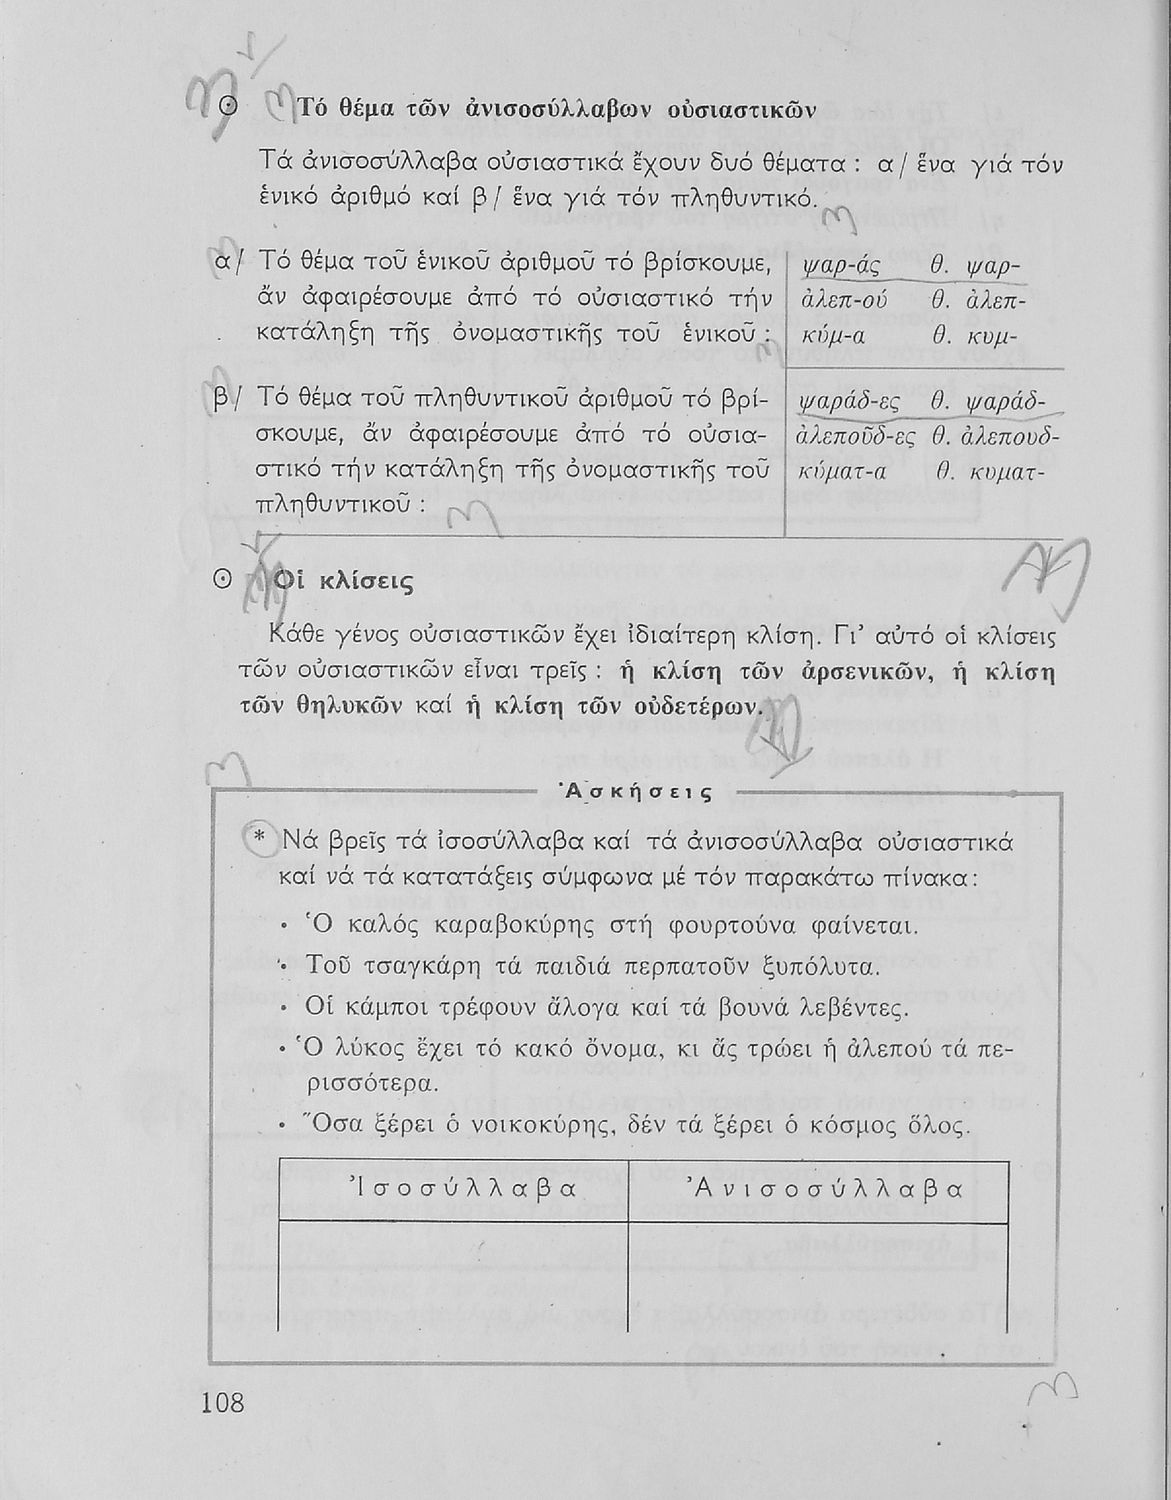 ⊙ Τό θέμα τῶν ἀνισοσύλλαβων οὐσιαστικῶν
Τά ἀνισοσύλλαβα οὐσιαστικά ἔχουν δυό θέματα : α/ ἕνα γιά τόν
ἑνικό ἀριθμό καί β/ ἕνα γιά τόν πληθυντικό.
α/ Τό θέμα τοῦ ἑνικοῦ ἀριθμοῦ τό βρίσκουμε,
ἄν ἀφαιρέσουμε ἀπό τό οὐσιαστικό τήν
κατάληξη τῆς ὀνομαστικῆς τοῦ ἑνικοῦ :
ψαρ-άς θ. ψαρ-
ἀλεπ-ού θ. ἀλεπ-
κύμ-α θ. κυμ-
β/ Τό θέμα τοῦ πληθυντικοῦ ἀριθμοῦ τό βρί-
σκουμε, ἄν ἀφαιρέσουμε ἀπό τό οὐσια-
στικό τήν κατάληξη τῆς ὀνομαστικῆς τοῦ
πληθυντικοῦ :
ψαράδ-ες θ. ψαράδ-
ἀλεποῦδ-ες θ. ἀλεπουδ-
κύματ-α θ. κυματ-
⊙ Οἱ κλίσεις
Κάθε γένος οὐσιαστικῶν ἔχει ἰδιαίτερη κλίση. Γι' αὐτό οἱ κλίσεις
τῶν οὐσιαστικῶν εἶναι τρεῖς : ἡ κλίση τῶν ἀρσενικῶν, ἡ κλίση
τῶν θηλυκῶν καί ἡ κλίση τῶν οὐδετέρων.
Ἀσκήσεις
* Νά βρεῖς τά ἰσοσύλλαβα καί τά ἀνισοσύλλαβα οὐσιαστικά
καί νά τά κατατάξεις σύμφωνα μέ τόν παρακάτω πίνακα:
• Ὁ καλός καραβοκύρης στή φουρτούνα φαίνεται.
• Τοῦ τσαγκάρη τά παιδιά περπατοῦν ξυπόλυτα.
• Οἱ κάμποι τρέφουν ἄλογα καί τά βουνά λεβέντες.
• Ὁ λύκος ἔχει τό κακό ὄνομα, κι ἄς τρώει ἡ ἀλεπού τά πε-
ρισσότερα.
• Ὅσα ξέρει ὁ νοικοκύρης, δέν τά ξέρει ὁ κόσμος ὅλος.
Ἰσοσύλλαβα Ἀνισοσύλλαβα
108